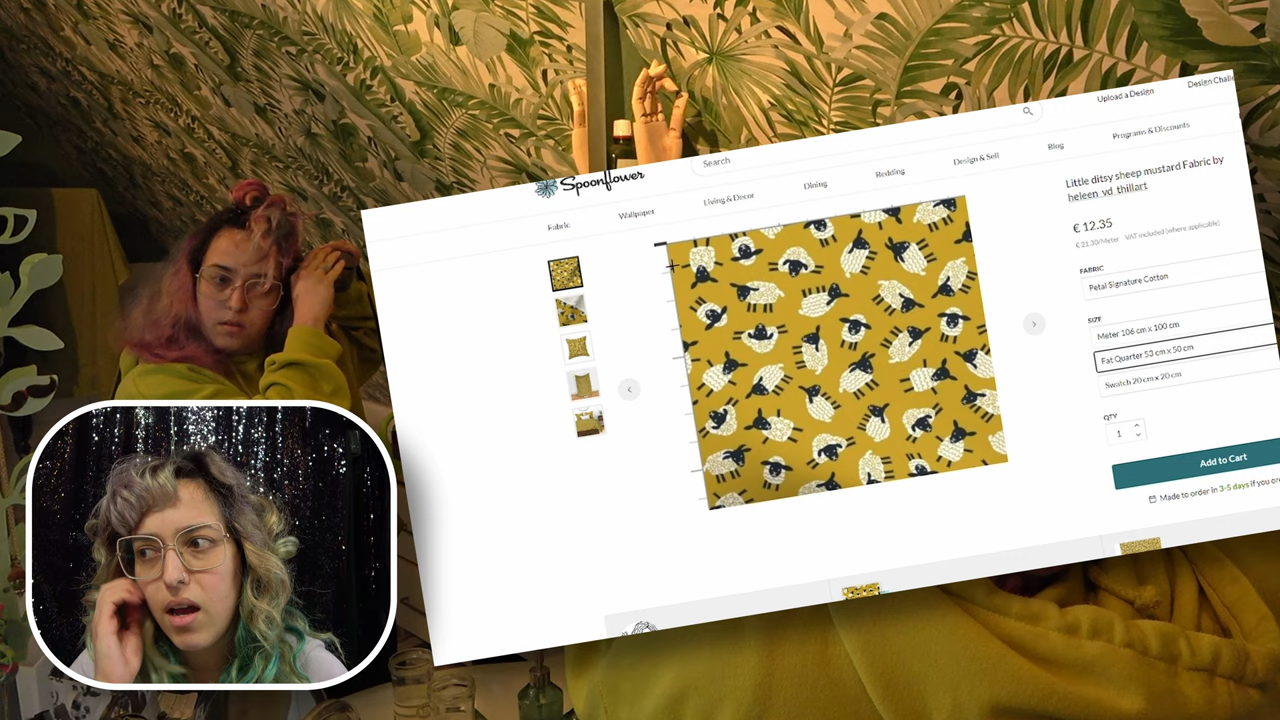 Upload a Design
Design Chall
Search
Spoonflower
Fabric
Wallpaper
Living & Decor
Dining
Bedding
Design & Sell
Blog
Programs & Discounts
Little ditsy sheep mustard Fabric by
heleen_vd_thillart
€ 12.35
€ 21.30/Meter VAT included (where applicable)
FABRIC
Petal Signature Cotton
SIZE
Meter 106 cm x 100 cm
Fat Quarter 53 cm x 50 cm
Swatch 20 cm x 20 cm
QTY
1
Add to Cart
Made to order in 3-5 days if you or